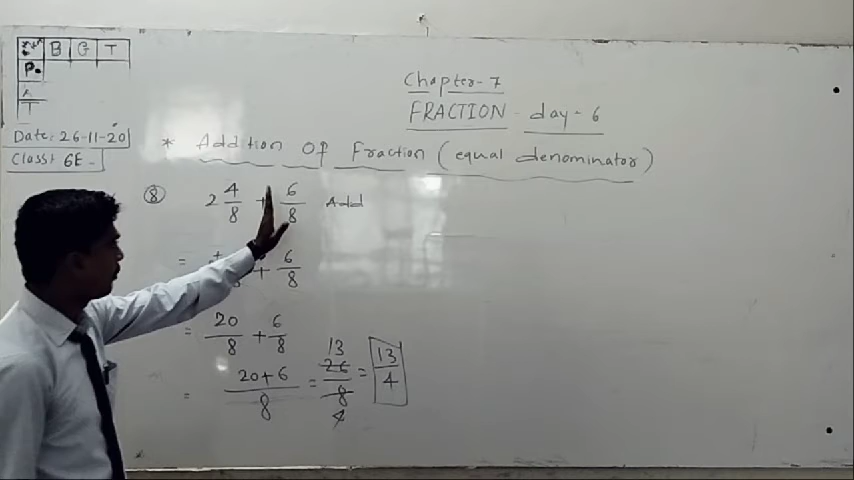 B G T
P.
A
T
Date: 26-11-20
Class: 6E -
Chapter-7
FRACTION - day - 6
* Addition Of Fraction (equal denominator)
8 2 4/8 + 6/8 Add
= + 6/8
= 20/8 + 6/8
= 20+6/8 = 26/8 13 4 = 13/4